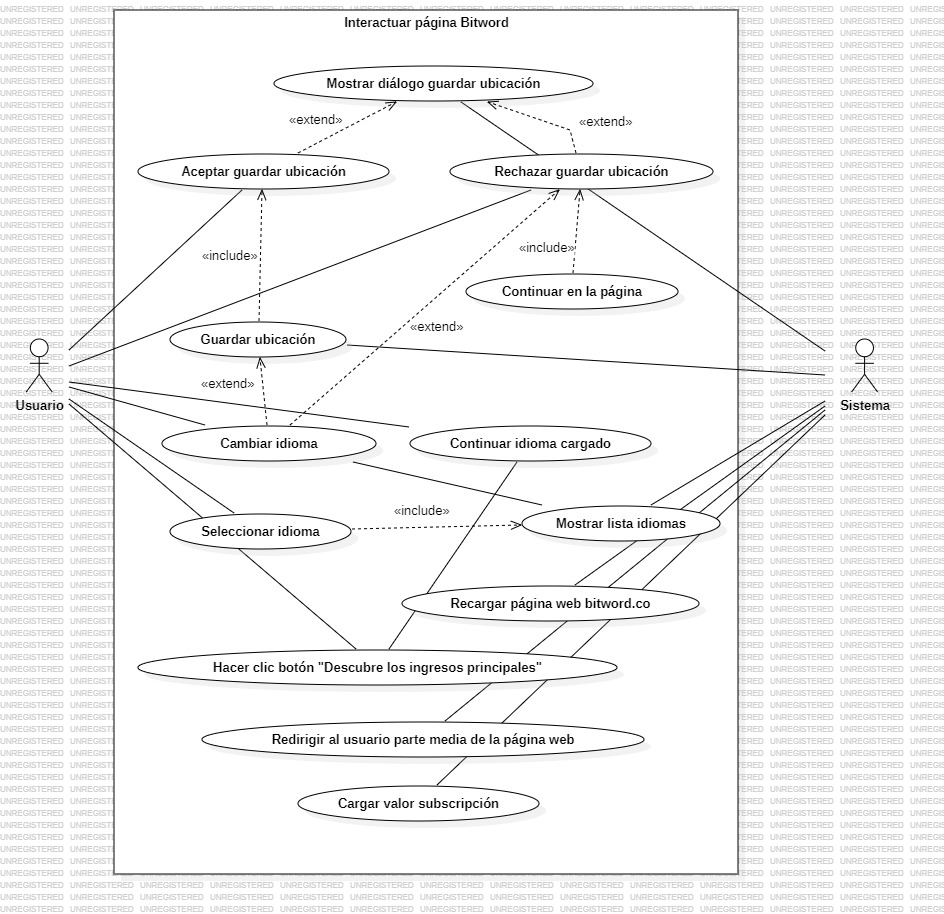 Interactuar página Bitword
Mostrar diálogo guardar ubicación
«extend»
«extend»
Aceptar guardar ubicación
Rechazar guardar ubicación
«include»
«include»
Continuar en la página
«extend»
Guardar ubicación
«extend»
Usuario
Sistema
Cambiar idioma
Continuar idioma cargado
«include»
Seleccionar idioma
Mostrar lista idiomas
Recargar página web bitword.co
Hacer clic botón "Descubre los ingresos principales"
Redirigir al usuario parte media de la página web
Cargar valor subscripción
UNREGISTERED